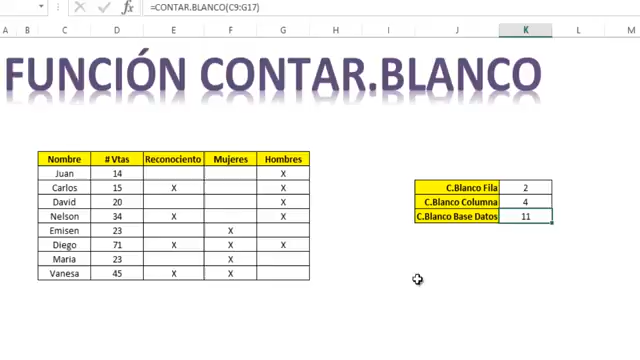 fx =CONTAR.BLANCO(C9:G17)
A B C D E F G H I J K L M
FUNCIÓN CONTAR.BLANCO
Nombre # Vtas Reconociento Mujeres Hombres
Juan 14 X
Carlos 15 X X
David 20 X
Nelson 34 X X
Emisen 23 X
Diego 71 X X X
Maria 23 X
Vanesa 45 X X
C.Blanco Fila 2
C.Blanco Columna 4
C.Blanco Base Datos 11